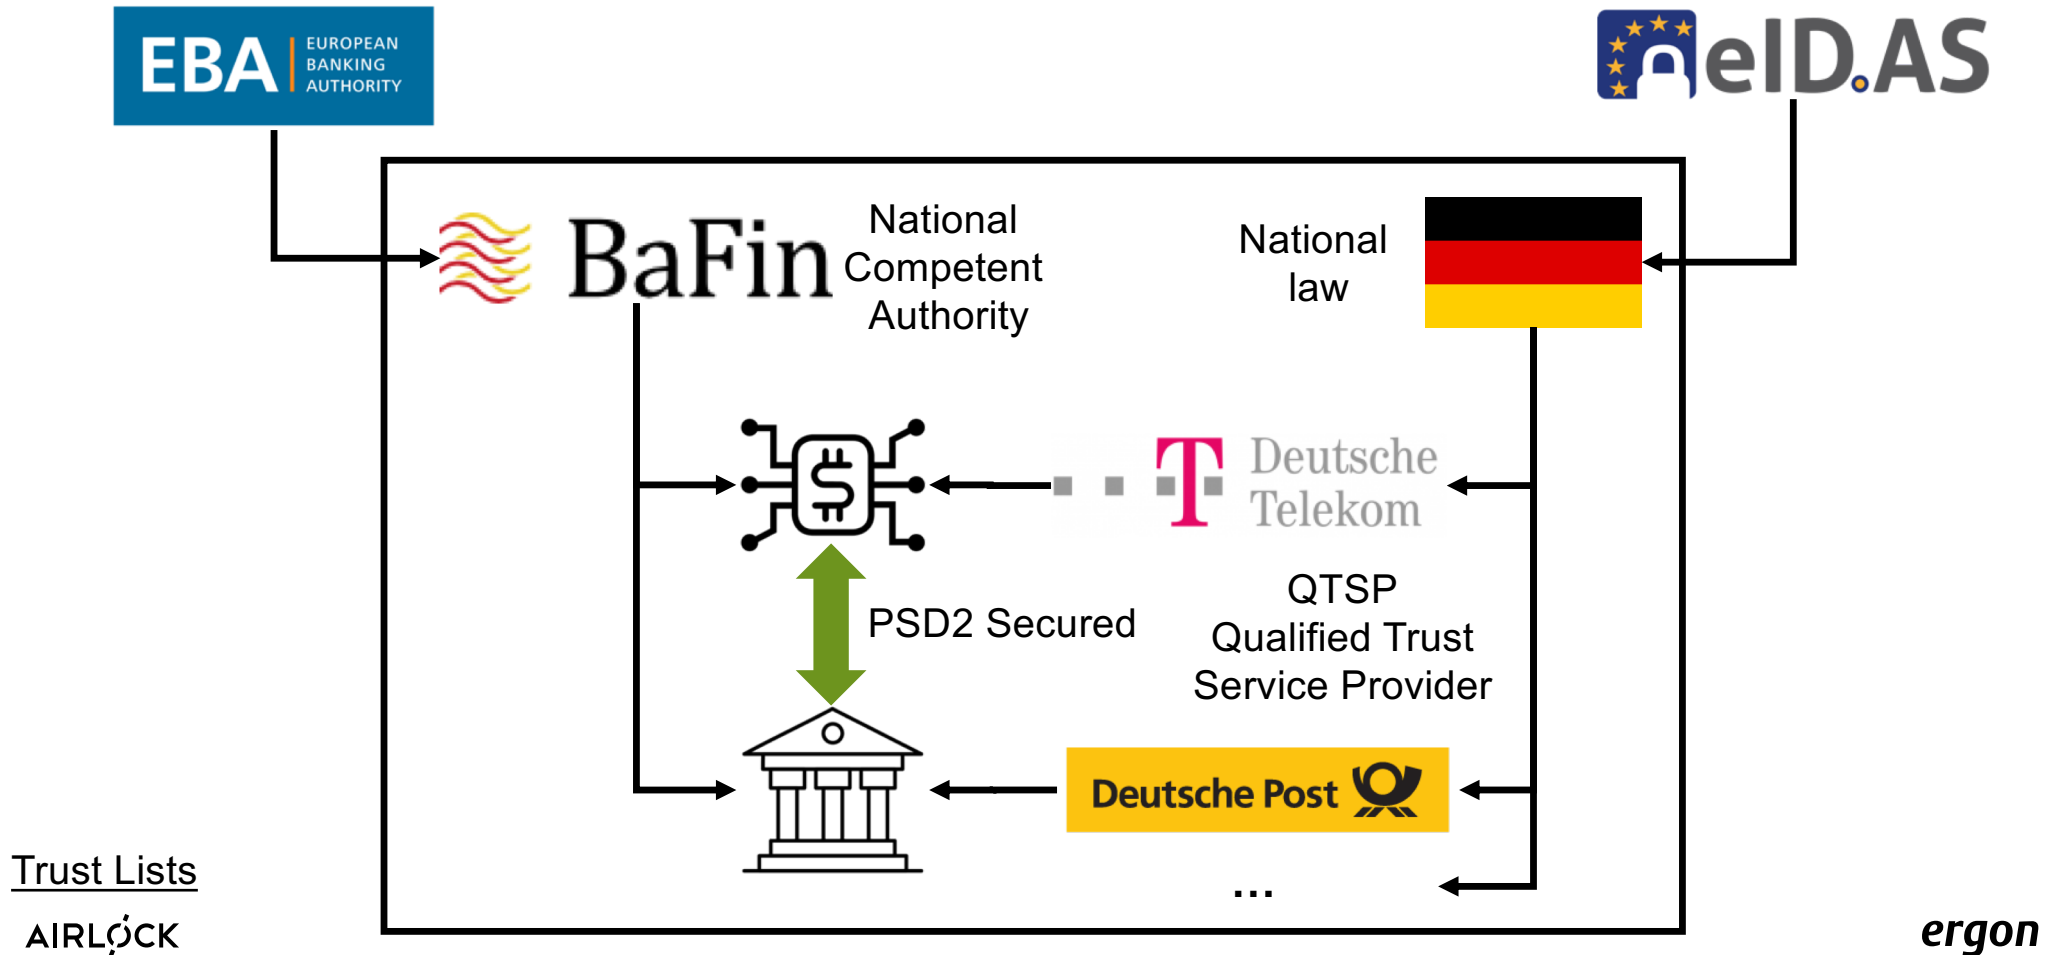 EBA
EUROPEAN
BANKING
AUTHORITY
eID.AS
BaFin
National
Competent
Authority
National
law
Deutsche
Telekom
T
PSD2 Secured
QTSP
Qualified Trust
Service Provider
Deutsche Post
...
Trust Lists
AIRLOCK
ergon